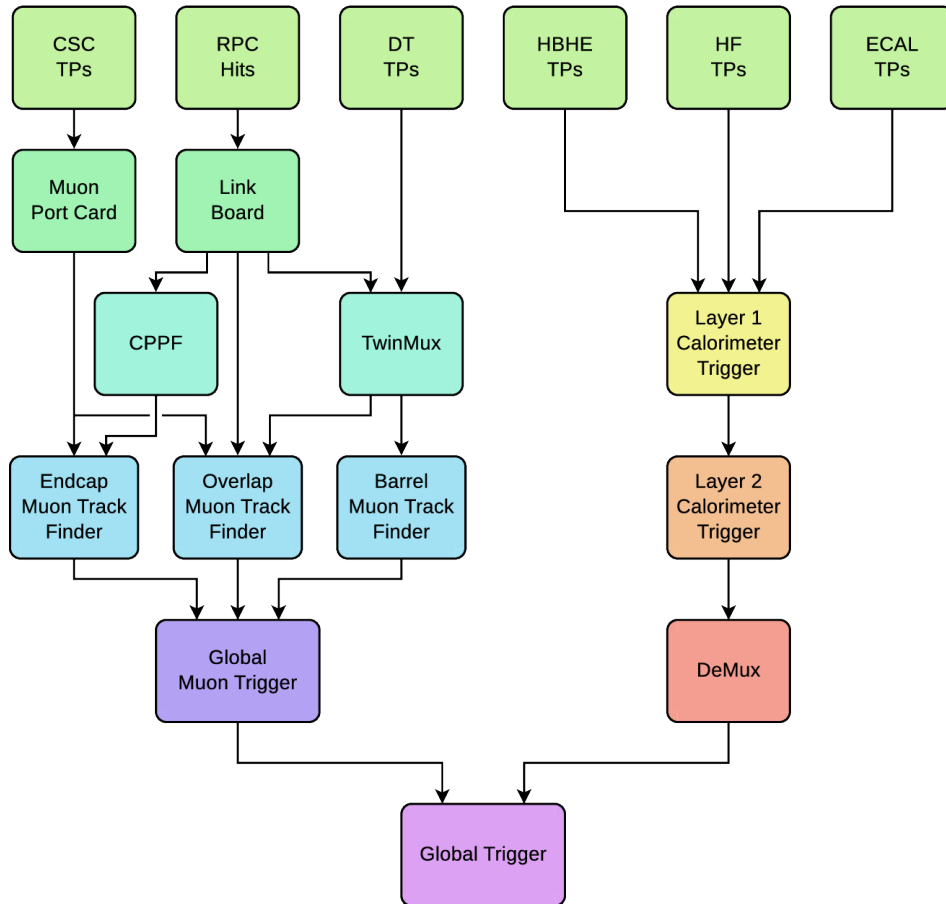 CSC
TPs
RPC
Hits
DT
TPs
HBHE
TPs
HF
TPs
ECAL
TPs
Muon
Port Card
Link
Board
CPPF
TwinMux
Layer 1
Calorimeter
Trigger
Endcap
Muon Track
Finder
Overlap
Muon Track
Finder
Barrel
Muon Track
Finder
Layer 2
Calorimeter
Trigger
Global
Muon Trigger
DeMux
Global Trigger